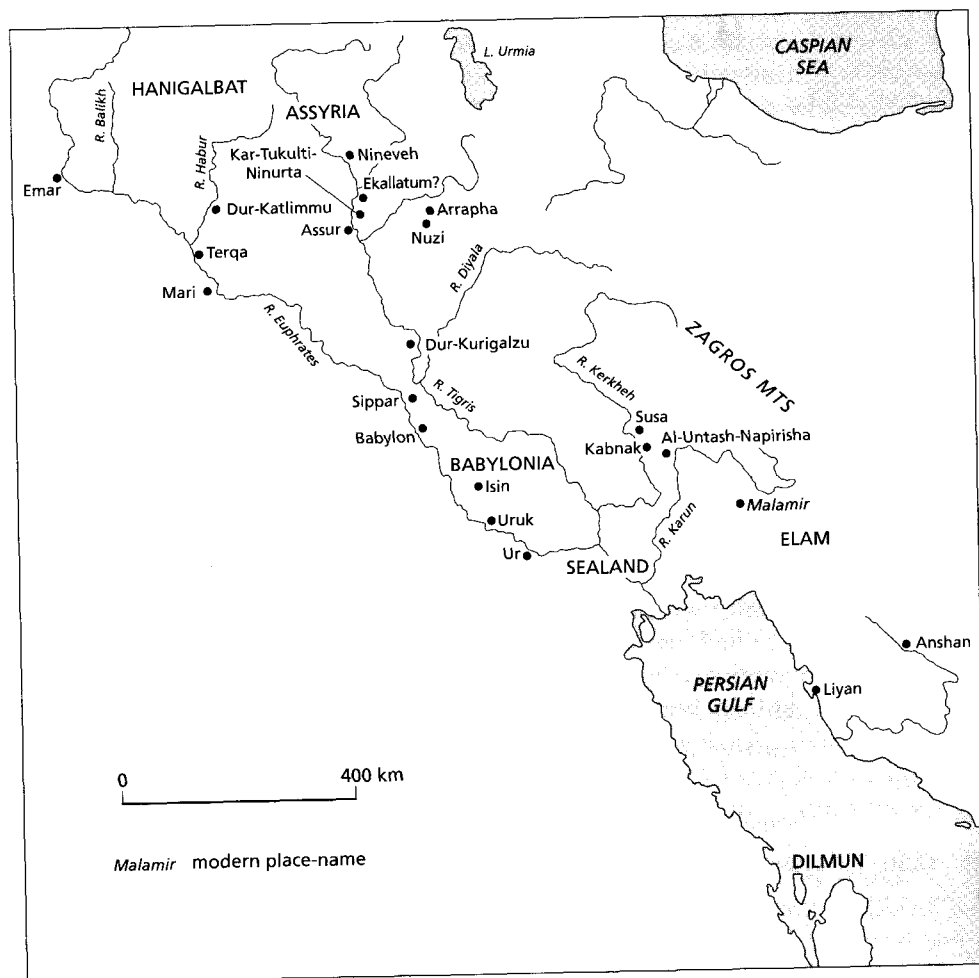 CASPIAN
SEA
L. Urmia
HANIGALBAT
R. Balikh
ASSYRIA
R. Habur
Kar-Tukulti-
Ninurta
Nineveh
Ekallatum?
Emar
Dur-Katlimmu
Arrapha
Assur
Nuzi
Terqa
R. Diyala
Mari
R. Euphrates
ZAGROS MTS
Dur-Kurigalzu
R. Kerkheh
R. Tigris
Sippar
Susa
Babylon
Kabnak
Al-Untash-Napirisha
BABYLONIA
Isin
Malamir
Uruk
R. Karun
ELAM
Ur
SEALAND
Anshan
PERSIAN
GULF
Liyan
0 400 km
Malamir modern place-name
DILMUN